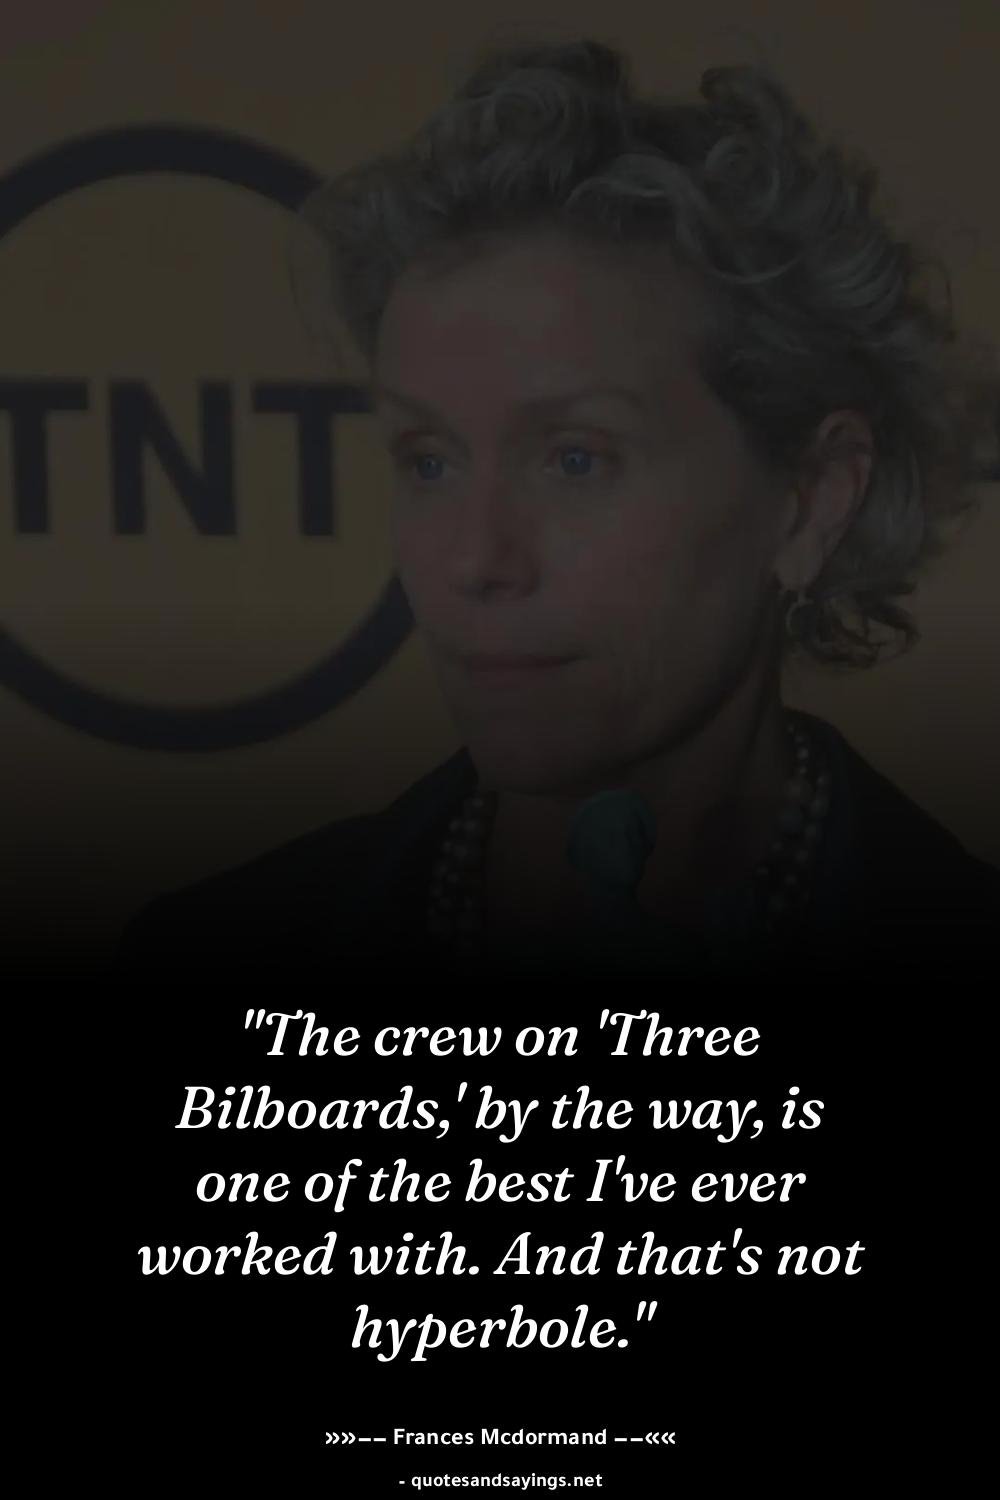 TNT
"The crew on 'Three
Bilboards,' by the way, is
one of the best I've ever
worked with. And that's not
hyperbole."
»»−− Frances Mcdormand −−««
- quotesandsayings.net